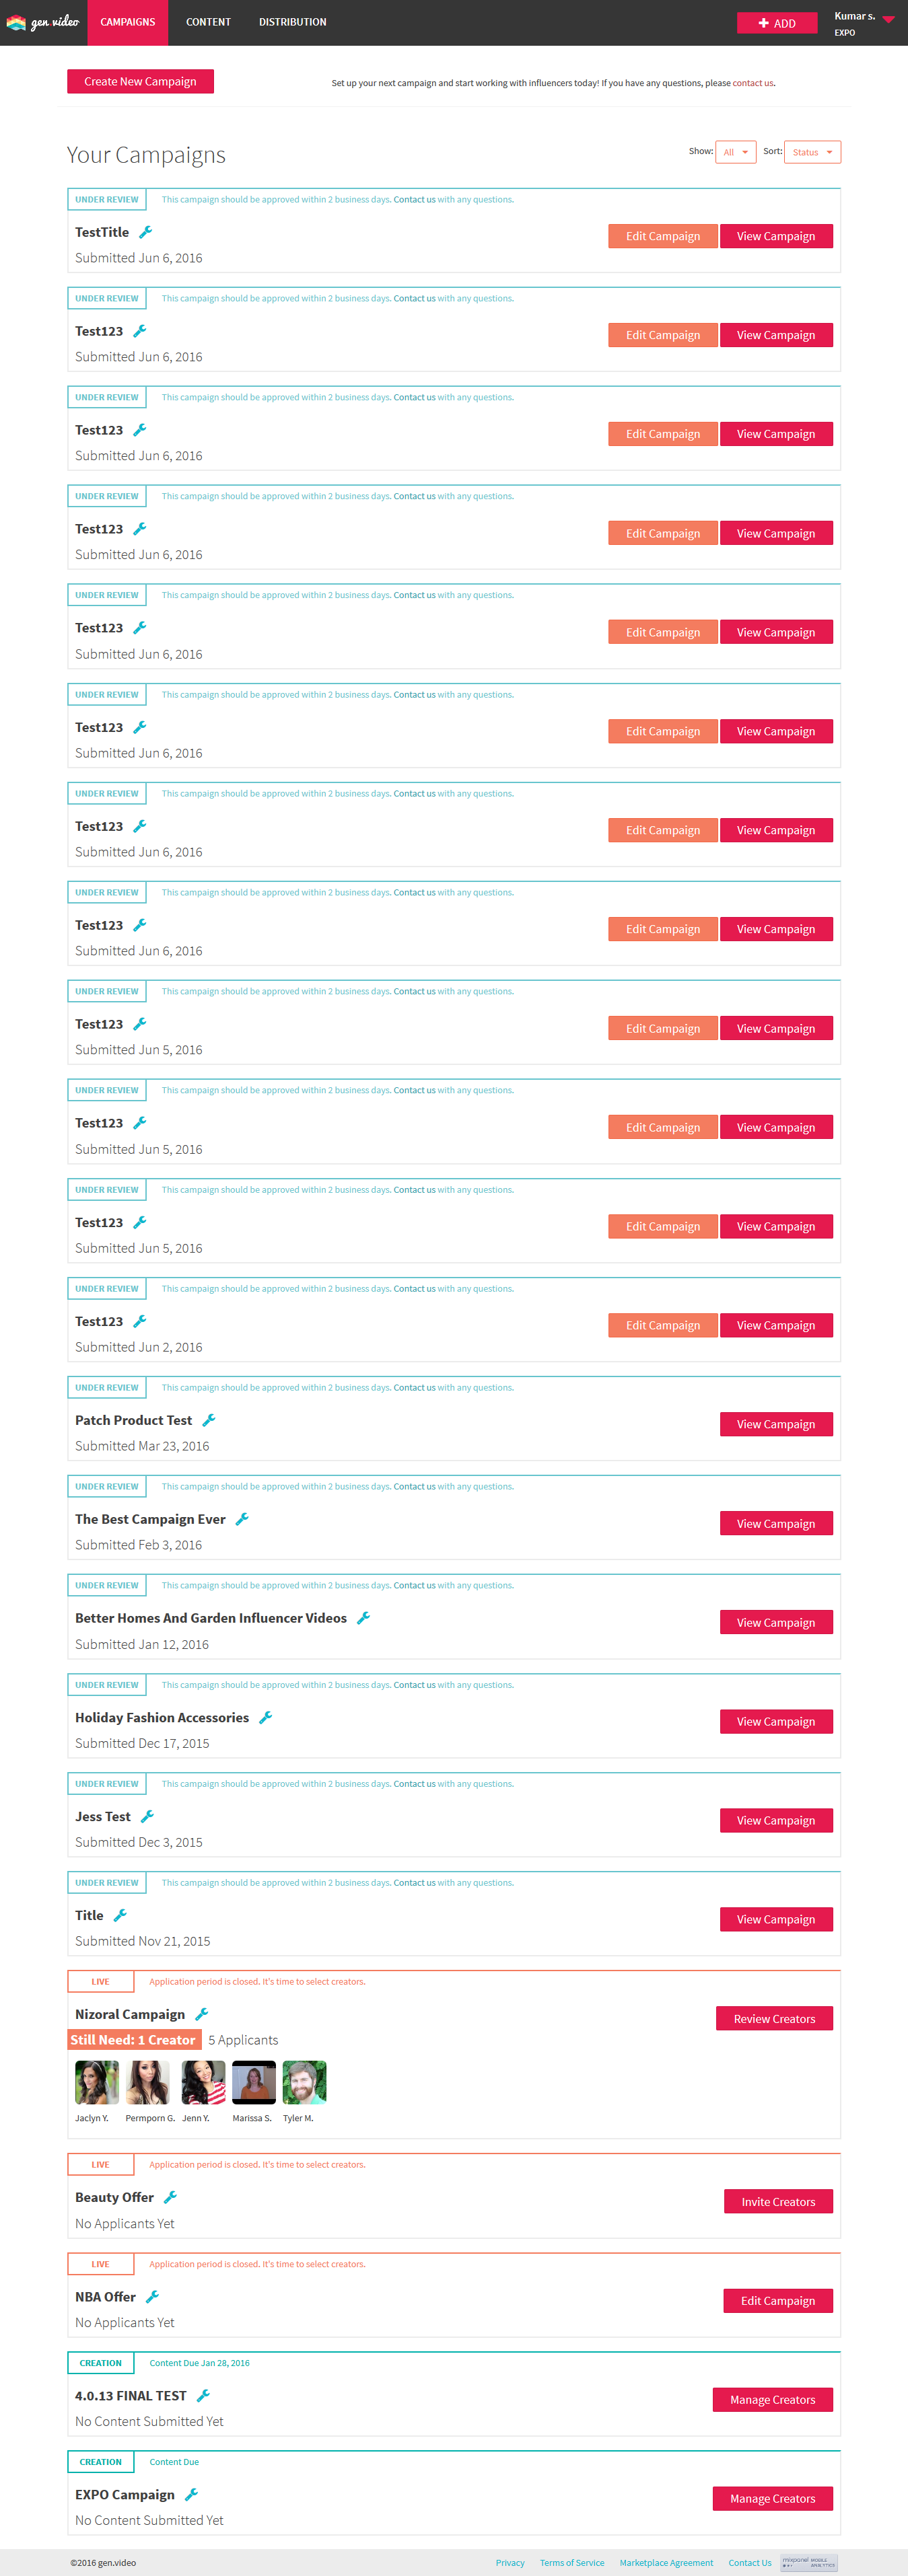 gen.video
CAMPAIGNS
CONTENT
DISTRIBUTION
ADD
Kumar s.
EXPO
Create New Campaign
Set up your next campaign and start working with influencers today! If you have any questions, please contact us.
Your Campaigns
Show: All
Sort: Status
UNDER REVIEW
This campaign should be approved within 2 business days. Contact us with any questions.
TestTitle
Edit Campaign
View Campaign
Submitted Jun 6, 2016
UNDER REVIEW
This campaign should be approved within 2 business days. Contact us with any questions.
Test123
Edit Campaign
View Campaign
Submitted Jun 6, 2016
UNDER REVIEW
This campaign should be approved within 2 business days. Contact us with any questions.
Test123
Edit Campaign
View Campaign
Submitted Jun 6, 2016
UNDER REVIEW
This campaign should be approved within 2 business days. Contact us with any questions.
Test123
Edit Campaign
View Campaign
Submitted Jun 6, 2016
UNDER REVIEW
This campaign should be approved within 2 business days. Contact us with any questions.
Test123
Edit Campaign
View Campaign
Submitted Jun 6, 2016
UNDER REVIEW
This campaign should be approved within 2 business days. Contact us with any questions.
Test123
Edit Campaign
View Campaign
Submitted Jun 6, 2016
UNDER REVIEW
This campaign should be approved within 2 business days. Contact us with any questions.
Test123
Edit Campaign
View Campaign
Submitted Jun 6, 2016
UNDER REVIEW
This campaign should be approved within 2 business days. Contact us with any questions.
Test123
Edit Campaign
View Campaign
Submitted Jun 6, 2016
UNDER REVIEW
This campaign should be approved within 2 business days. Contact us with any questions.
Test123
Edit Campaign
View Campaign
Submitted Jun 5, 2016
UNDER REVIEW
This campaign should be approved within 2 business days. Contact us with any questions.
Test123
Edit Campaign
View Campaign
Submitted Jun 5, 2016
UNDER REVIEW
This campaign should be approved within 2 business days. Contact us with any questions.
Test123
Edit Campaign
View Campaign
Submitted Jun 5, 2016
UNDER REVIEW
This campaign should be approved within 2 business days. Contact us with any questions.
Test123
Edit Campaign
View Campaign
Submitted Jun 2, 2016
UNDER REVIEW
This campaign should be approved within 2 business days. Contact us with any questions.
Patch Product Test
View Campaign
Submitted Mar 23, 2016
UNDER REVIEW
This campaign should be approved within 2 business days. Contact us with any questions.
The Best Campaign Ever
View Campaign
Submitted Feb 3, 2016
UNDER REVIEW
This campaign should be approved within 2 business days. Contact us with any questions.
Better Homes And Garden Influencer Videos
View Campaign
Submitted Jan 12, 2016
UNDER REVIEW
This campaign should be approved within 2 business days. Contact us with any questions.
Holiday Fashion Accessories
View Campaign
Submitted Dec 17, 2015
UNDER REVIEW
This campaign should be approved within 2 business days. Contact us with any questions.
Jess Test
View Campaign
Submitted Dec 3, 2015
UNDER REVIEW
This campaign should be approved within 2 business days. Contact us with any questions.
Title
View Campaign
Submitted Nov 21, 2015
LIVE
Application period is closed. It's time to select creators.
Nizoral Campaign
Review Creators
Still Need: 1 Creator
5 Applicants
Jaclyn Y.
Permporn G.
Jenn Y.
Marissa S.
Tyler M.
LIVE
Application period is closed. It's time to select creators.
Beauty Offer
Invite Creators
No Applicants Yet
LIVE
Application period is closed. It's time to select creators.
NBA Offer
Edit Campaign
No Applicants Yet
CREATION
Content Due Jan 28, 2016
4.0.13 FINAL TEST
Manage Creators
No Content Submitted Yet
CREATION
Content Due
EXPO Campaign
Manage Creators
No Content Submitted Yet
©2016 gen.video
Privacy
Terms of Service
Marketplace Agreement
Contact Us
mixpanel MOBILE ANALYTICS